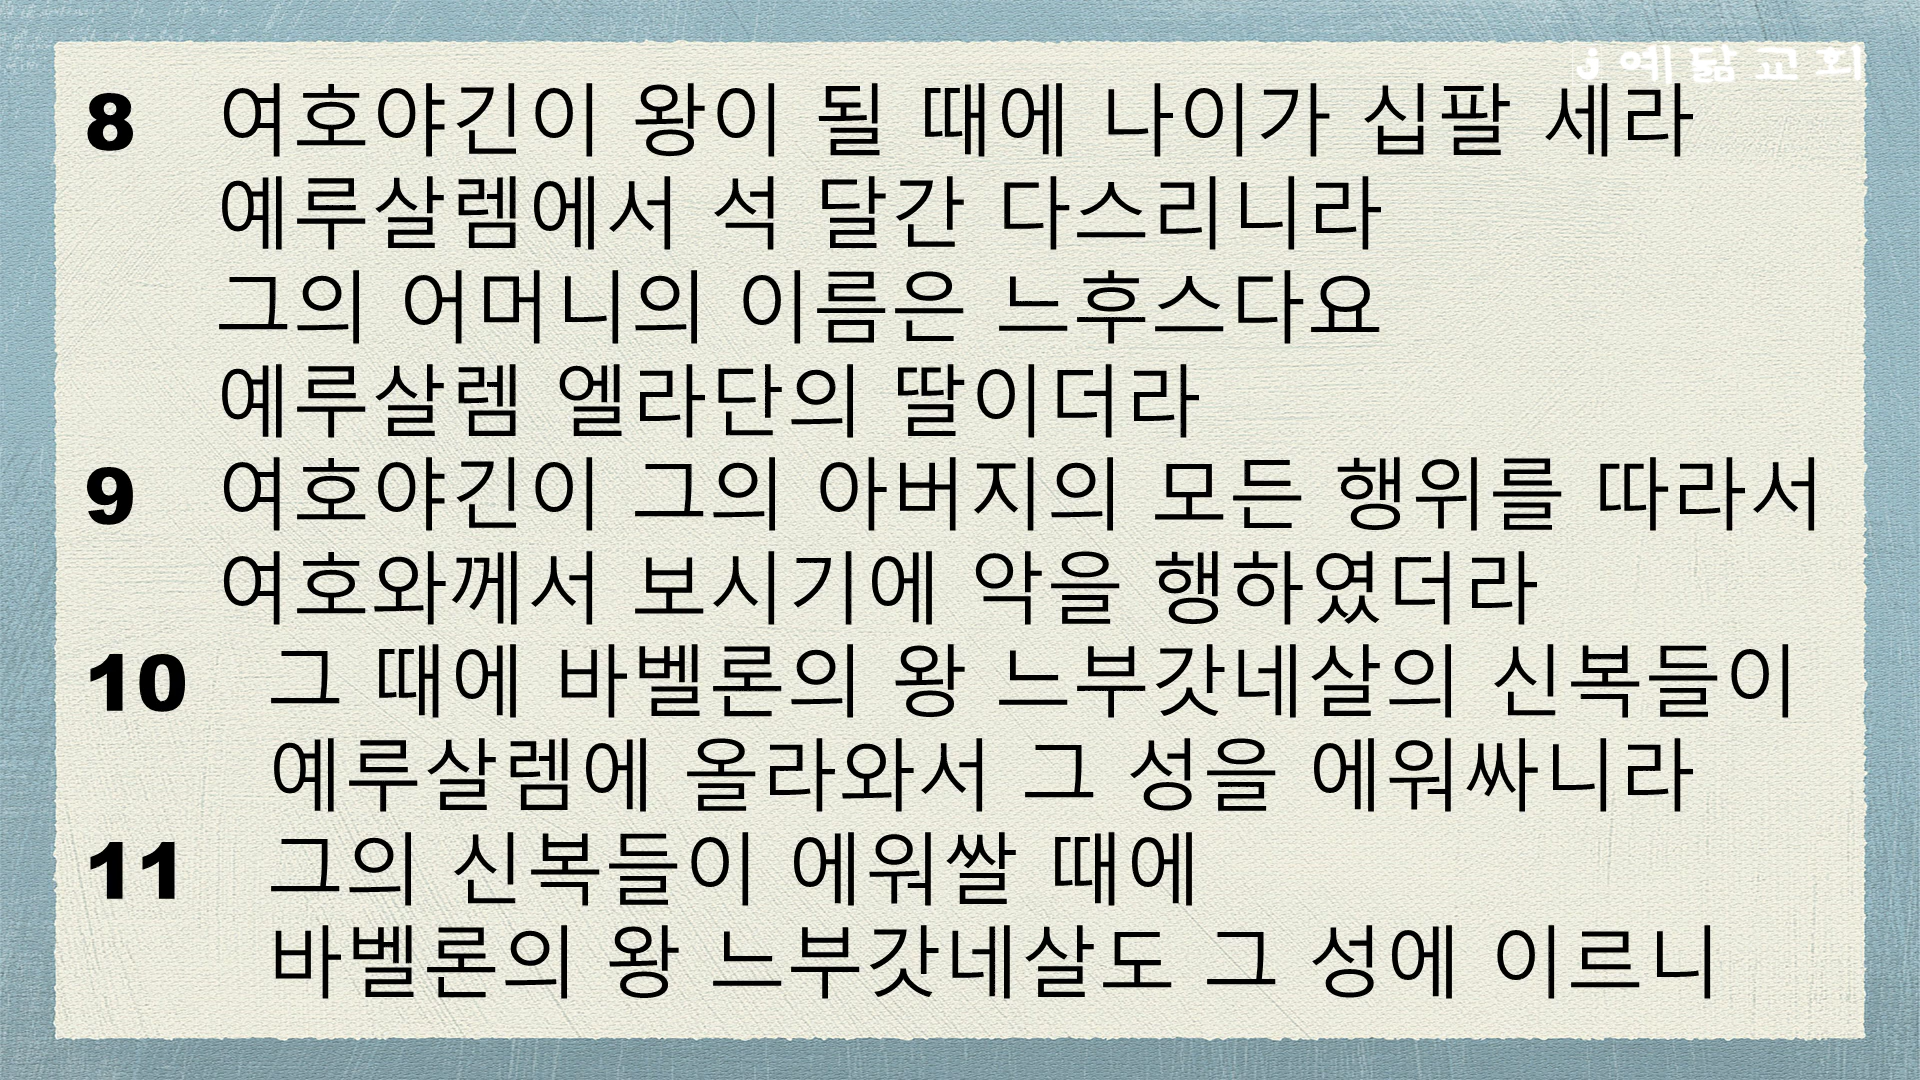 j예닮교회
8 여호야긴이 왕이 될 때에 나이가 십팔 세라
예루살렘에서 석 달간 다스리니라
그의 어머니의 이름은 느후스다요
예루살렘 엘라단의 딸이더라
9 여호야긴이 그의 아버지의 모든 행위를 따라서
여호와께서 보시기에 악을 행하였더라
10 그 때에 바벨론의 왕 느부갓네살의 신복들이
예루살렘에 올라와서 그 성을 에워싸니라
11 그의 신복들이 에워쌀 때에
바벨론의 왕 느부갓네살도 그 성에 이르니